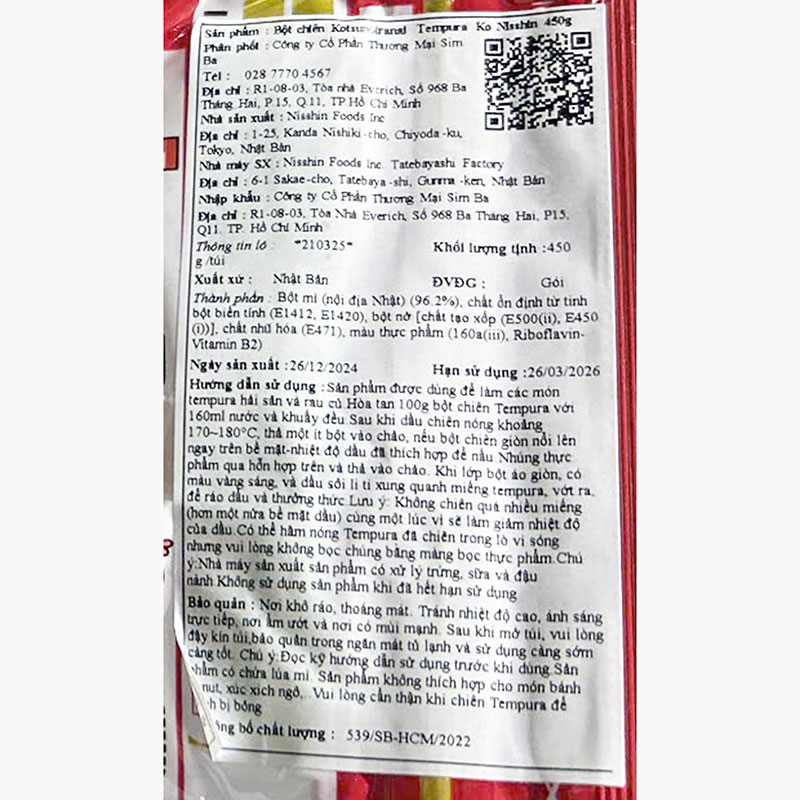 Sản phẩm : Bột chiên Tempura Ko Nisshin 450g
Phân phối : Công ty Cổ Phần Thương Mại Sim
Ba
Tel : 028 7770 4567
Địa chỉ : R1-08-03, Tòa nhà Everich, Số 968 Ba
Tháng Hai, P.15, Q.11, TP.Hồ Chí Minh
Nhà sản xuất : Nisshin Foods Inc
Địa chỉ : 1-25, Kanda Nishiki-cho, Chiyoda-ku,
Tokyo, Nhật Bản
Nhà máy SX : Nisshin Foods Inc. Tatebayashi Factory
Địa chỉ : 6-1 Sakae-cho, Tatebaya-shi, Gunma-ken, Nhật Bản
Nhập khẩu : Công ty Cổ Phần Thương Mại Sim Ba
Địa chỉ : R1-08-03, Tòa Nhà Everich, Số 968 Ba Tháng Hai, P15,
Q11. TP. Hồ Chí Minh
Thông tin lô : *210325* Khối lượng tịnh :450
g /túi
Xuất xứ : Nhật Bản ĐVĐG : Gói
Thành phần : Bột mì (nội địa Nhật) (96.2%), chất ổn định từ tinh
bột biến tính (E1412, E1420), bột nở [chất tạo xốp (E500(ii), E450
(i))], chất nhũ hóa (E471), màu thực phẩm (160a(iii), Riboflavin-
Vitamin B2)
Ngày sản xuất :26/12/2024 Hạn sử dụng :26/03/2026
Hướng dẫn sử dụng :Sản phẩm được dùng để làm các món
tempura hải sản và rau củ.Hòa tan 100g bột chiên Tempura với
160ml nước và khuấy đều.Sau khi dầu chiên nóng khoảng
170~180°C, thả một ít bột vào chảo, nếu bột chiên giòn nổi lên
ngay trên bề mặt-nhiệt độ dầu đã thích hợp để nấu.Nhúng thực
phẩm qua hỗn hợp trên và thả vào chảo. Khi lớp bột áo giòn, có
màu vàng sáng, và dầu sôi li ti xung quanh miếng tempura, vớt ra,
để ráo dầu và thưởng thức.Lưu ý: Không chiên quá nhiều miếng
(hơn một nửa bề mặt dầu) cùng một lúc vì sẽ làm giảm nhiệt độ
của dầu.Có thể hâm nóng Tempura đã chiên trong lò vi sóng
nhưng vui lòng không bọc chúng bằng màng bọc thực phẩm.Chú
ý:Nhà máy sản xuất sản phẩm có xử lý trứng, sữa và đậu
nành Không sử dụng sản phẩm khi đã hết hạn sử dụng
Bảo quản : Nơi khô ráo, thoáng mát. Tránh nhiệt độ cao, ánh sáng
trực tiếp, nơi ẩm ướt và nơi có mùi mạnh. Sau khi mở túi, vui lòng
đậy kín túi,bảo quản trong ngăn mát tủ lạnh và sử dụng càng sớm
càng tốt. Chú ý:Đọc kỹ hướng dẫn sử dụng trước khi dùng.Sản
phẩm có chứa lúa mì. Sản phẩm không thích hợp cho món bánh
nut, xúc xích ngô,. Vui lòng cẩn thận khi chiên Tempura để
bị bỏng
bố chất lượng : 539/SB-HCM/2022